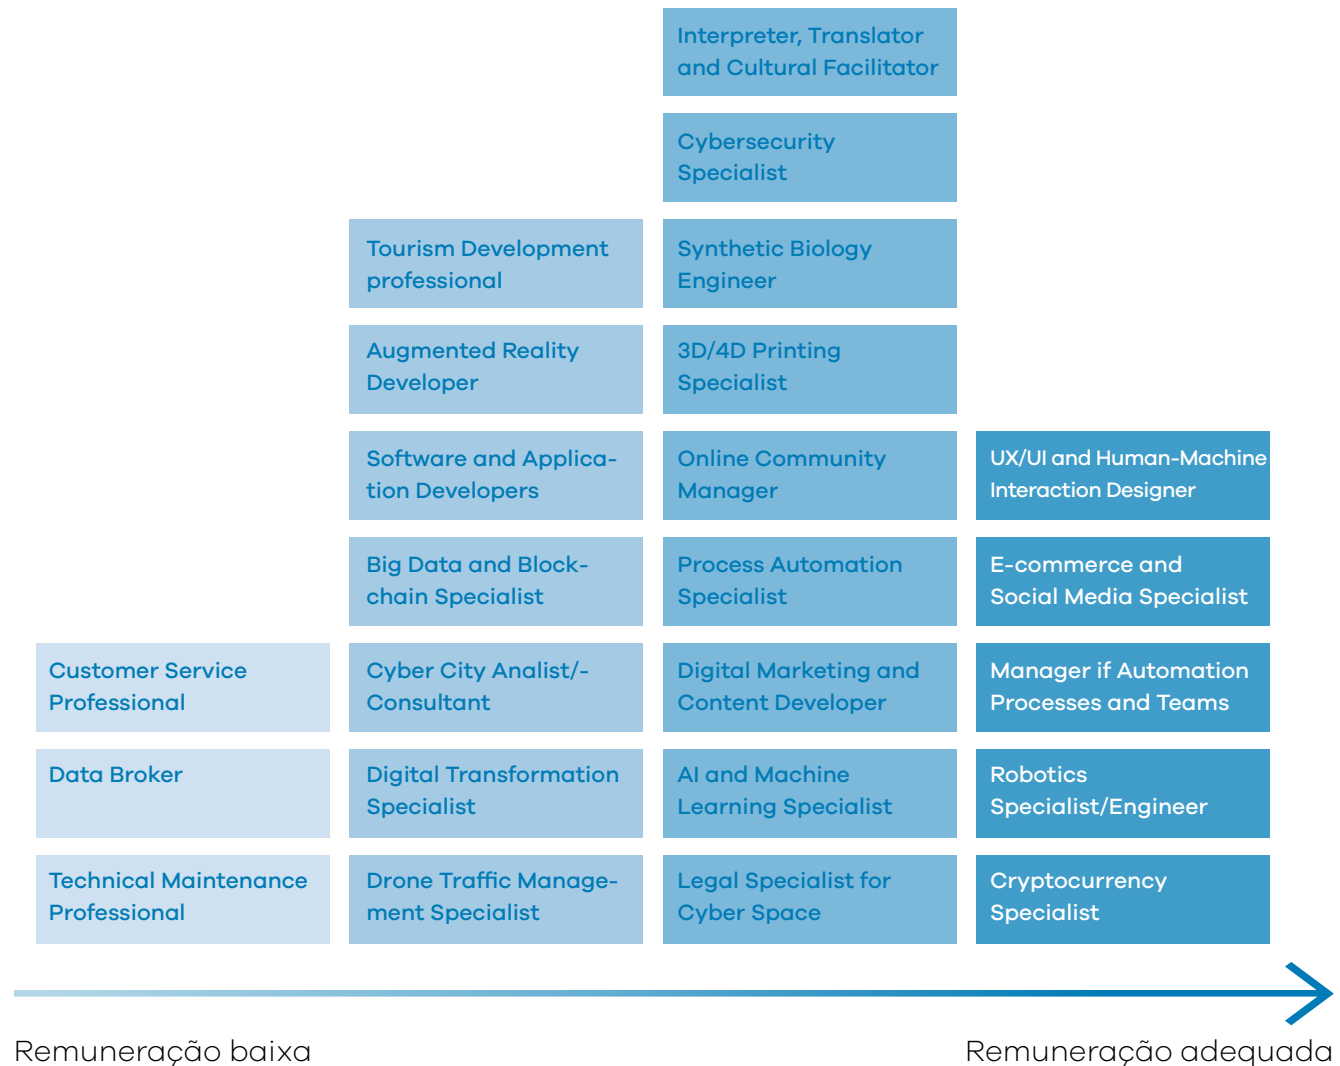 Interpreter, Translator
and Cultural Facilitator
Cybersecurity
Specialist
Tourism Development
professional
Synthetic Biology
Engineer
Augmented Reality
Developer
3D/4D Printing
Specialist
Software and Applica-
tion Developers
Online Community
Manager
UX/UI and Human-Machine
Interaction Designer
Big Data and Block-
chain Specialist
Process Automation
Specialist
E-commerce and
Social Media Specialist
Customer Service
Professional
Cyber City Analist/-
Consultant
Digital Marketing and
Content Developer
Manager if Automation
Processes and Teams
Data Broker
Digital Transformation
Specialist
AI and Machine
Learning Specialist
Robotics
Specialist/Engineer
Technical Maintenance
Professional
Drone Traffic Manage-
ment Specialist
Legal Specialist for
Cyber Space
Cryptocurrency
Specialist
Remuneração baixa
Remuneração adequada